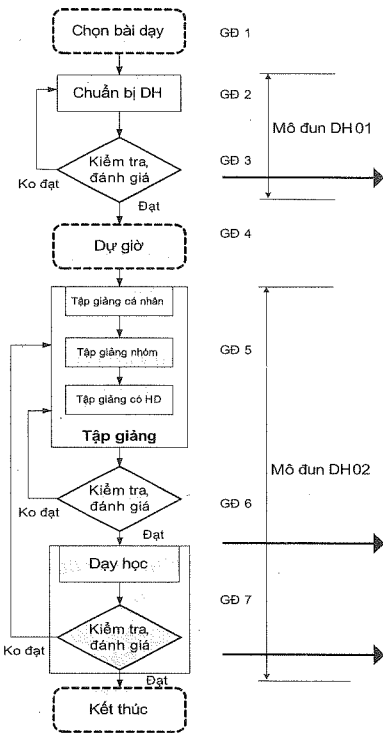 Chọn bài dạy
GĐ 1
Chuẩn bị DH
GĐ 2
Mô đun DH 01
Kiểm tra,
đánh giá
GĐ 3
Ko đạt
Đạt
Dự giờ
GĐ 4
Tập giảng cá nhân
Tập giảng nhóm
GĐ 5
Tập giảng có HD
Tập giảng
Mô đun DH 02
Kiểm tra,
đánh giá
GĐ 6
Ko đạt
Đạt
Dạy học
GĐ 7
Kiểm tra,
đánh giá
Ko đạt
Đạt
Kết thúc